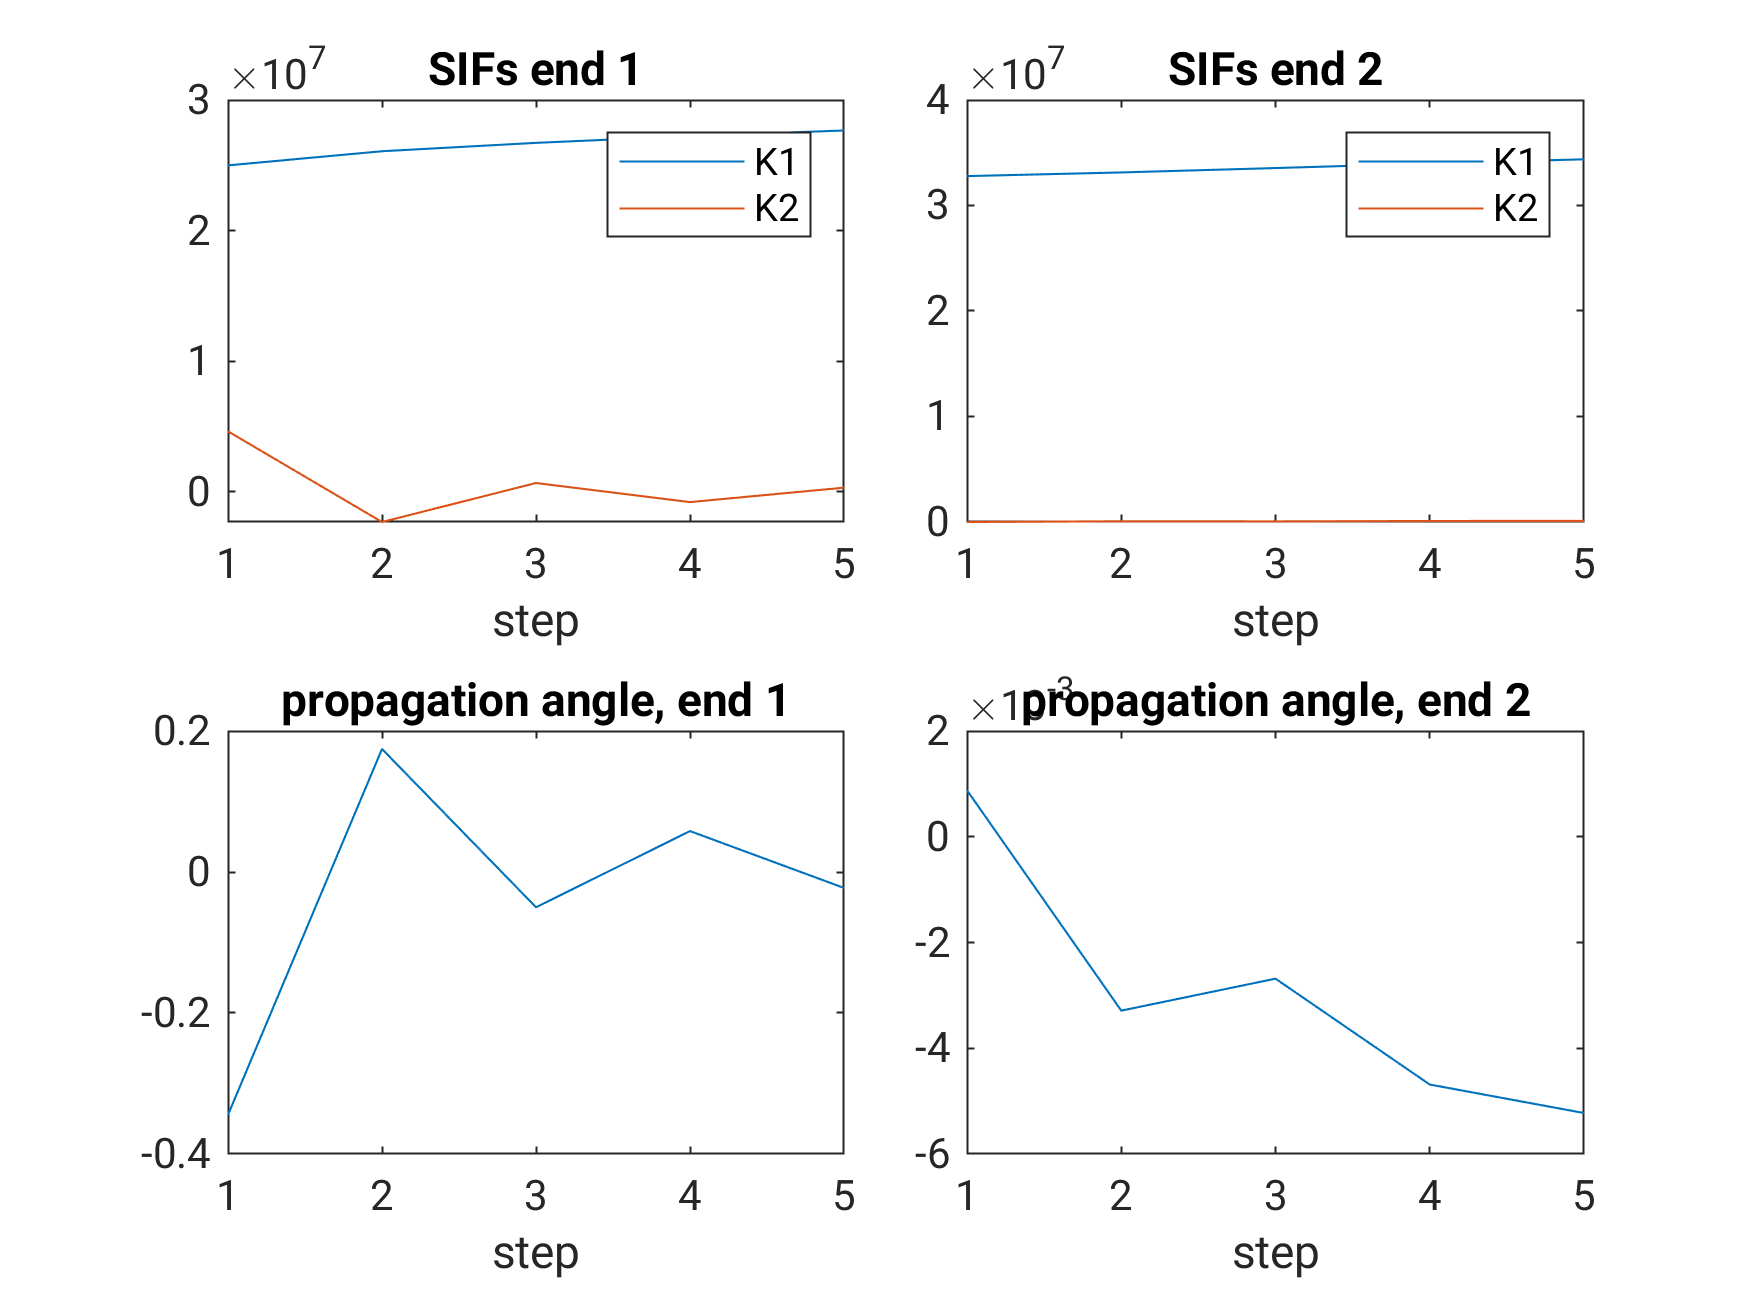 SIFs end 1
×10^7
3
2
1
0
1 2 3 4 5
step
K1
K2
SIFs end 2
×10^7
4
3
2
1
0
1 2 3 4 5
step
K1
K2
propagation angle, end 1
0.2
0
-0.2
-0.4
1 2 3 4 5
step
propagation angle, end 2
×10^-3
2
0
-2
-4
-6
1 2 3 4 5
step